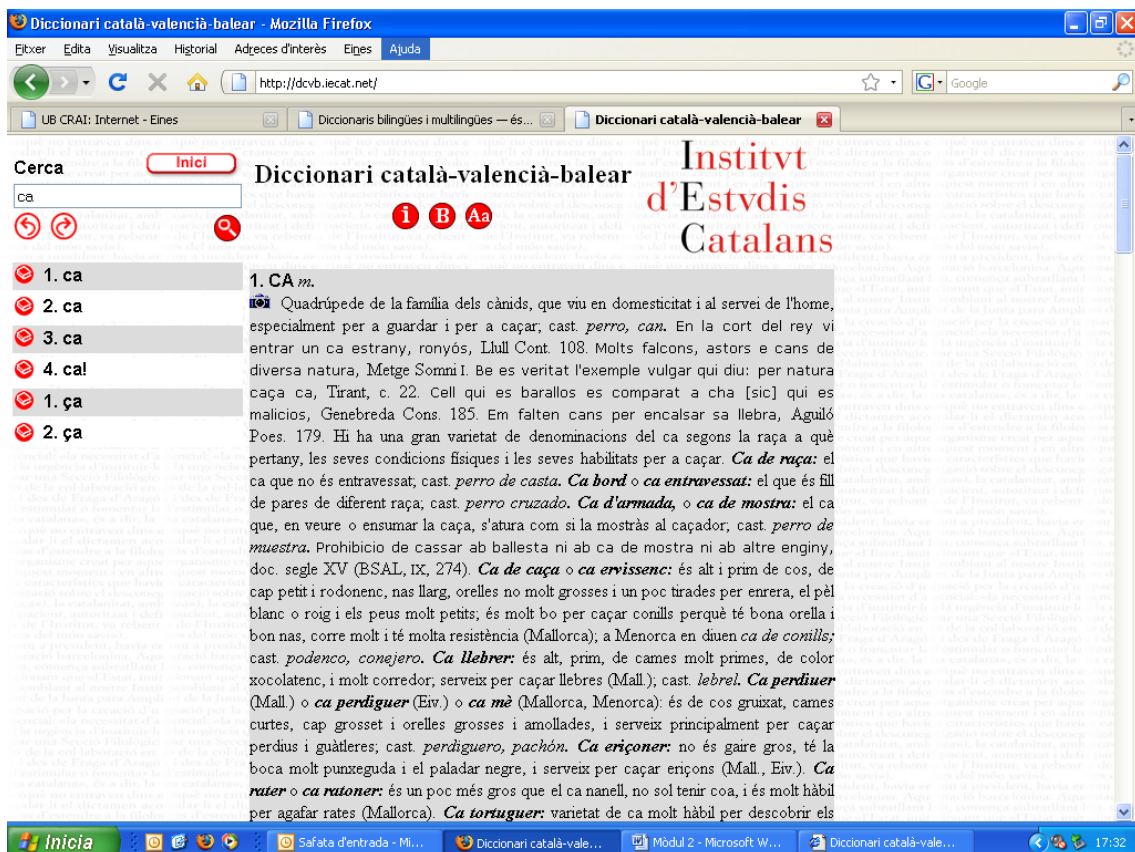 Diccionari català-valencià-balear - Mozilla Firefox
Fitxer Edita Visualitza Historial Adreces d'interès Eines Ajuda
http://dcvb.iecat.net/
Google
UB CRAI: Internet - Eines
Diccionaris bilingües i multilingües — és...
Diccionari català-valencià-balear
Cerca
Inici
ca
1. ca
2. ca
3. ca
4. ca!
1. ça
2. ça
Diccionari català-valencià-balear
i B Aa
Institvt
d'Estvdis
Catalans
1. CA m.
Quadrúpede de la família dels cànids, que viu en domesticitat i al servei de l'home,
especialment per a guardar i per a caçar; cast. perro, can. En la cort del rey vi
entrar un ca estrany, ronyós, Llull Cont. 108. Molts falcons, astors e cans de
diversa natura, Metge Somni I. Be es veritat l'exemple vulgar qui diu: per natura
caça ca, Tirant, c. 22. Cell qui es barallos es comparat a cha [sic] qui es
malicios, Genebreda Cons. 185. Em falten cans per encalsar sa llebra, Aguiló
Poes. 179. Hi ha una gran varietat de denominacions del ca segons la raça a què
pertany, les seves condicions físiques i les seves habilitats per a caçar. Ca de raça: el
ca que no és entravessat; cast. perro de casta. Ca bord o ca entravessat: el que és fill
de pares de diferent raça; cast. perro cruzado. Ca d'armada, o ca de mostra: el ca
que, en veure o ensumar la caça, s'atura com si la mostràs al caçador; cast. perro de
muestra. Prohibicio de cassar ab ballesta ni ab ca de mostra ni ab altre enginy,
doc. segle XV (BSAL, IX, 274). Ca de caça o ca ervissenc: és alt i prim de cos, de
cap petit i rodonenc, nas llarg, orelles no molt grosses i un poc tirades per enrera, el pèl
blanc o roig i els peus molt petits; és molt bo per caçar conills perquè té bona orella i
bon nas, corre molt i té molta resistència (Mallorca); a Menorca en diuen ca de conills;
cast. podenco, conejero. Ca llebrer: és alt, prim, de cames molt primes, de color
xocolatenc, i molt corredor; serveix per caçar llebres (Mall.); cast. lebrel. Ca perdiuer
(Mall.) o ca perdiguer (Eiv.) o ca mè (Mallorca, Menorca): és de cos gruixat, cames
curtes, cap grosset i orelles grosses i amollades, i serveix principalment per caçar
perdius i guàtleres; cast. perdiguero, pachón. Ca eriçoner: no és gaire gros, té la
boca molt punxeguda i el paladar negre, i serveix per caçar eriçons (Mall., Eiv.). Ca
rater o ca ratoner: és un poc més gros que el ca nanell, no sol tenir coa, i és molt hàbil
per agafar rates (Mallorca). Ca tortuguer: varietat de ca molt hàbil per descobrir els
Inicia
Safata d'entrada - Mi...
Diccionari català-vale...
Mòdul 2 - Microsoft W...
Diccionari català-vale...
17:32